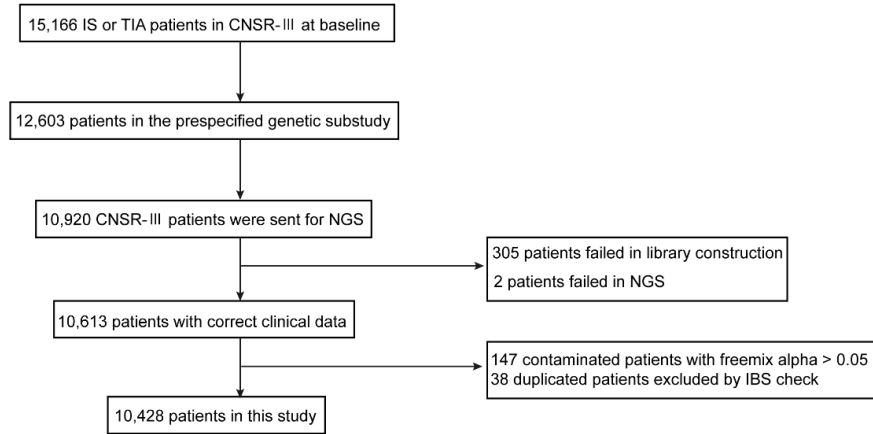 15,166 IS or TIA patients in CNSR-III at baseline
12,603 patients in the prespecified genetic substudy
10,920 CNSR-III patients were sent for NGS
305 patients failed in library construction
2 patients failed in NGS
10,613 patients with correct clinical data
147 contaminated patients with freemix alpha > 0.05
38 duplicated patients excluded by IBS check
10,428 patients in this study